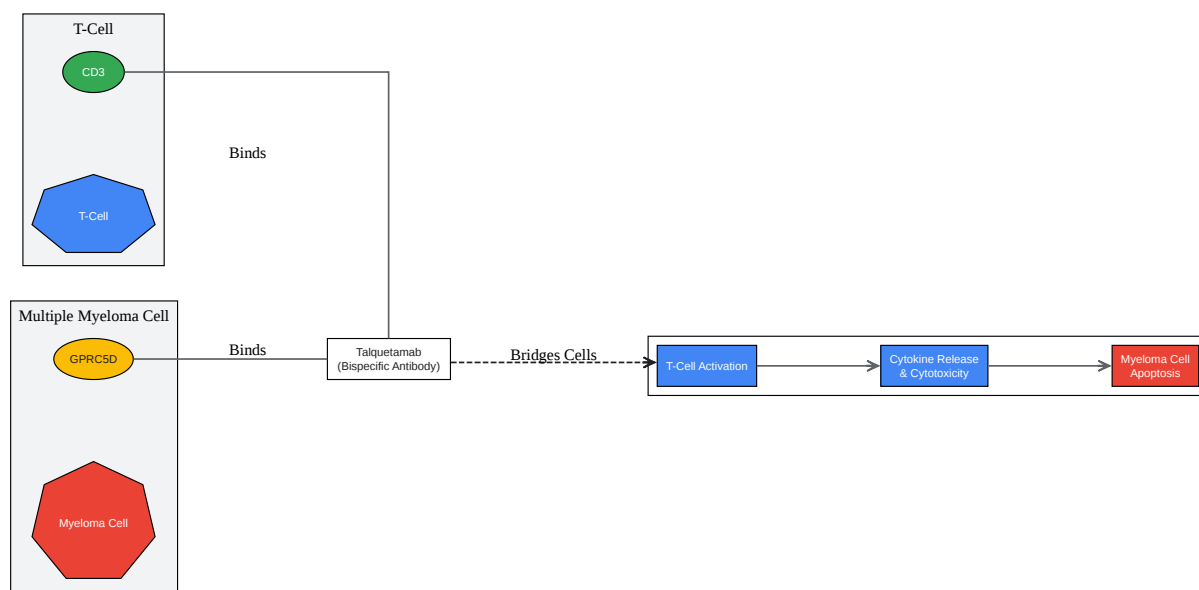 T-Cell
CD3
Binds
T-Cell
Multiple Myeloma Cell
GPRC5D
Binds
Talquetamab
(Bispecific Antibody)
Bridges Cells
T-Cell Activation
Cytokine Release
& Cytotoxicity
Myeloma Cell
Apoptosis
Myeloma Cell